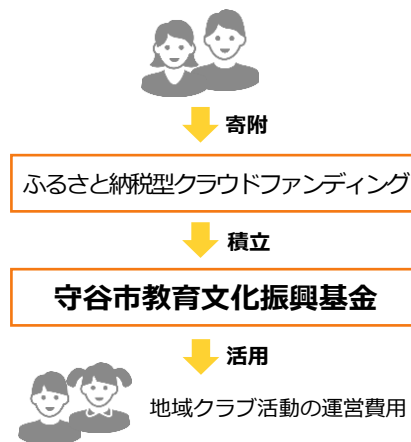 寄附
ふるさと納税型クラウドファンディング
積立
守谷市教育文化振興基金
活用
地域クラブ活動の運営費用